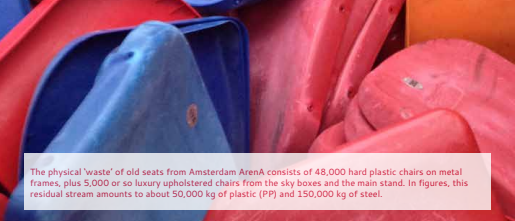 The physical 'waste' of old seats from Amsterdam ArenA consists of 48,000 hard plastic chairs on metal
frames, plus 5,000 or so luxury upholstered chairs from the sky boxes and the main stand. In figures, this
residual stream amounts to about 50,000 kg of plastic (PP) and 150,000 kg of steel.